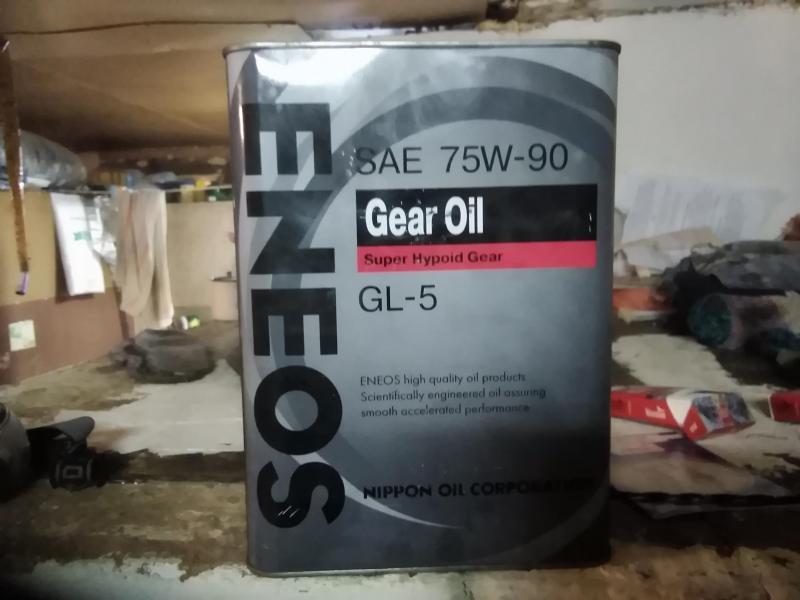 ENEOS
SAE 75W-90
Gear Oil
Super Hypoid Gear
GL-5
ENEOS high quality oil products
Scientifically engineered oil assuring
smooth accelerated performance
NIPPON OIL CORPORATION